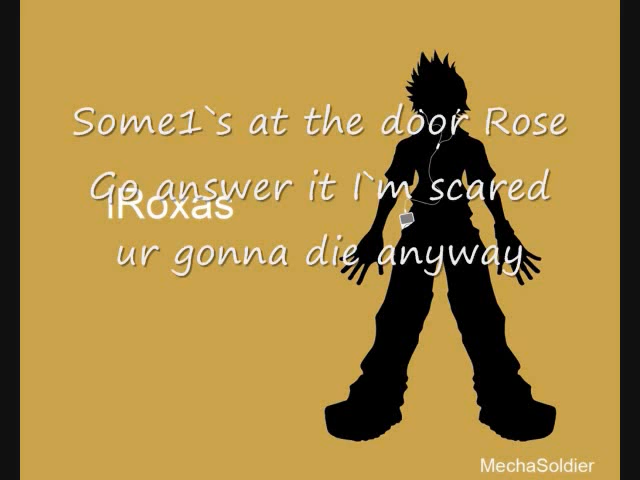 Some1`s at the door Rose
Go answer it I`m scared
iRoxas
ur gonna die anyway
MechaSoldier